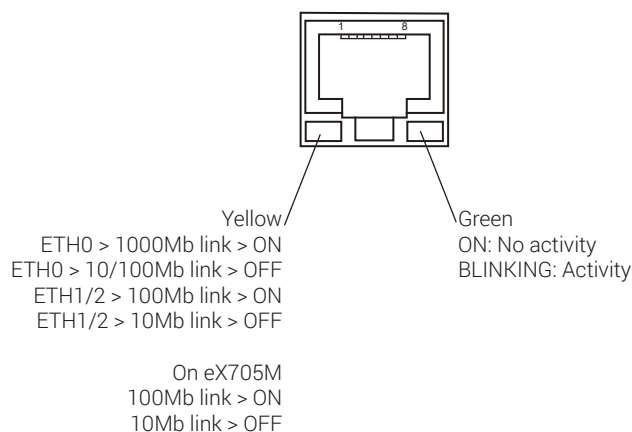 1 8
Yellow
ETH0 > 1000Mb link > ON
ETH0 > 10/100Mb link > OFF
ETH1/2 > 100Mb link > ON
ETH1/2 > 10Mb link > OFF
On eX705M
100Mb link > ON
10Mb link > OFF
Green
ON: No activity
BLINKING: Activity